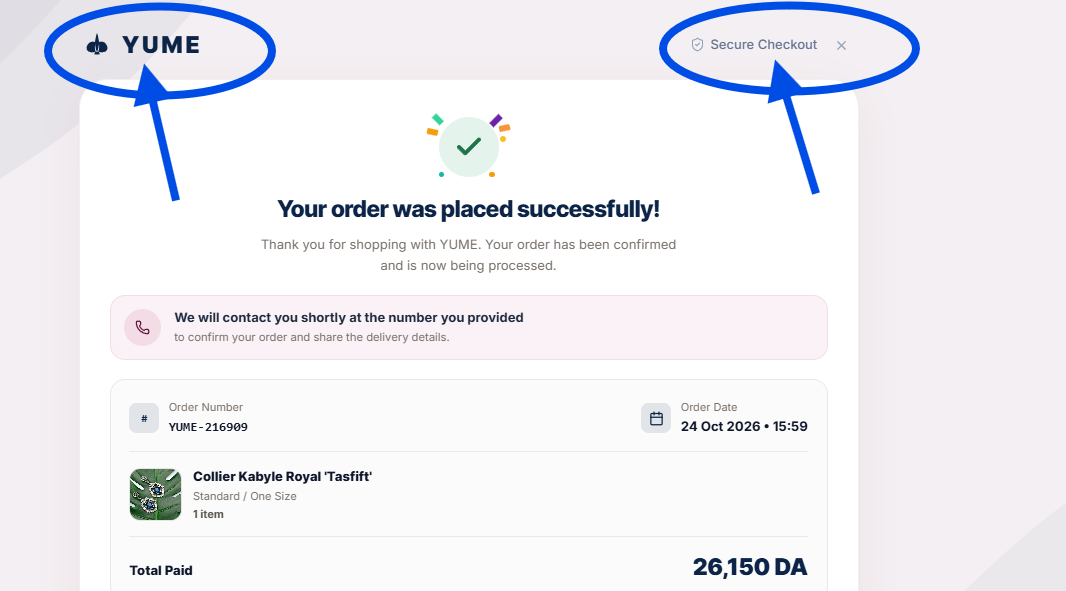 YUME
Secure Checkout
Your order was placed successfully!
Thank you for shopping with YUME. Your order has been confirmed
and is now being processed.
We will contact you shortly at the number you provided
to confirm your order and share the delivery details.
# Order Number
YUME-216909
Order Date
24 Oct 2026 • 15:59
Collier Kabyle Royal 'Tasfift'
Standard / One Size
1 item
Total Paid
26,150 DA